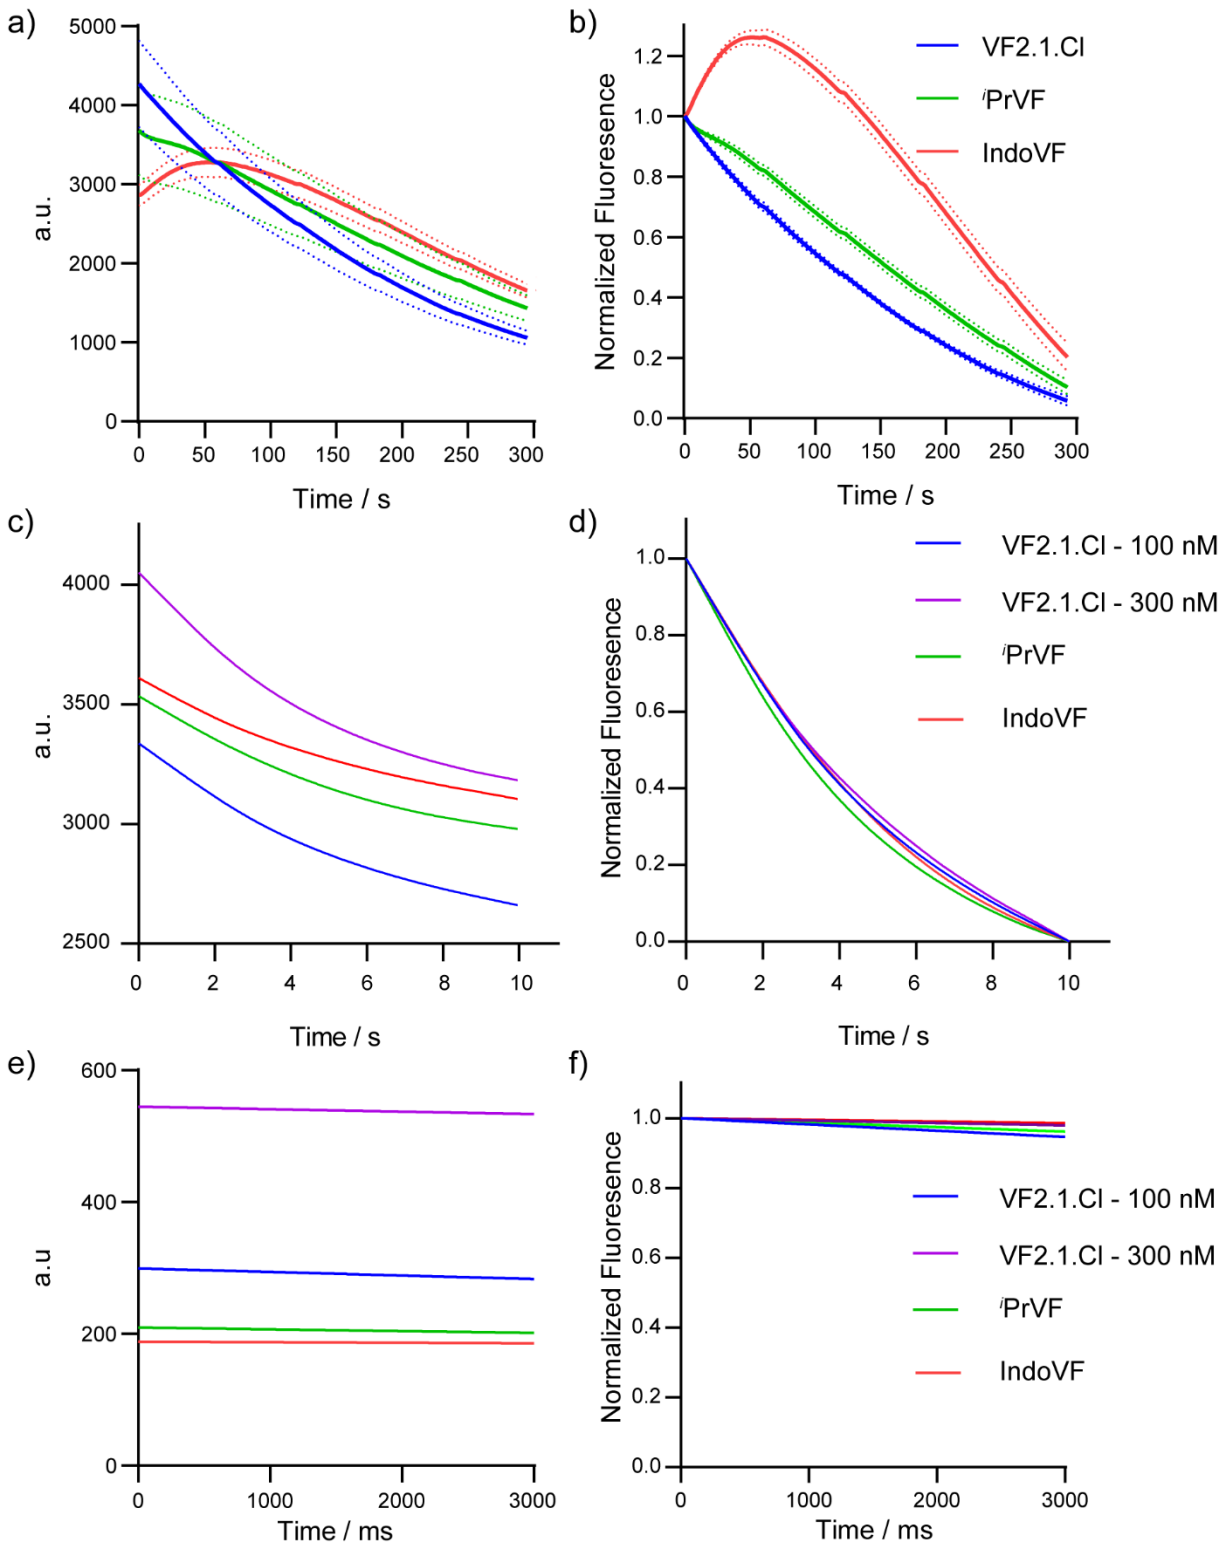 a)
5000
4000
3000
2000
1000
0
a.u.
0 50 100 150 200 250 300
Time / s
b)
1.2
1.0
0.8
0.6
0.4
0.2
0.0
Normalized Fluoresence
0 50 100 150 200 250 300
Time / s
VF2.1.Cl
iPrVF
IndoVF
c)
4000
3500
3000
2500
a.u.
0 2 4 6 8 10
Time / s
d)
1.0
0.8
0.6
0.4
0.2
0.0
Normalized Fluoresence
0 2 4 6 8 10
Time / s
VF2.1.Cl - 100 nM
VF2.1.Cl - 300 nM
iPrVF
IndoVF
e)
600
400
200
0
a.u
0 1000 2000 3000
Time / ms
f)
1.0
0.8
0.6
0.4
0.2
0.0
Normalized Fluoresence
0 1000 2000 3000
Time / ms
VF2.1.Cl - 100 nM
VF2.1.Cl - 300 nM
iPrVF
IndoVF